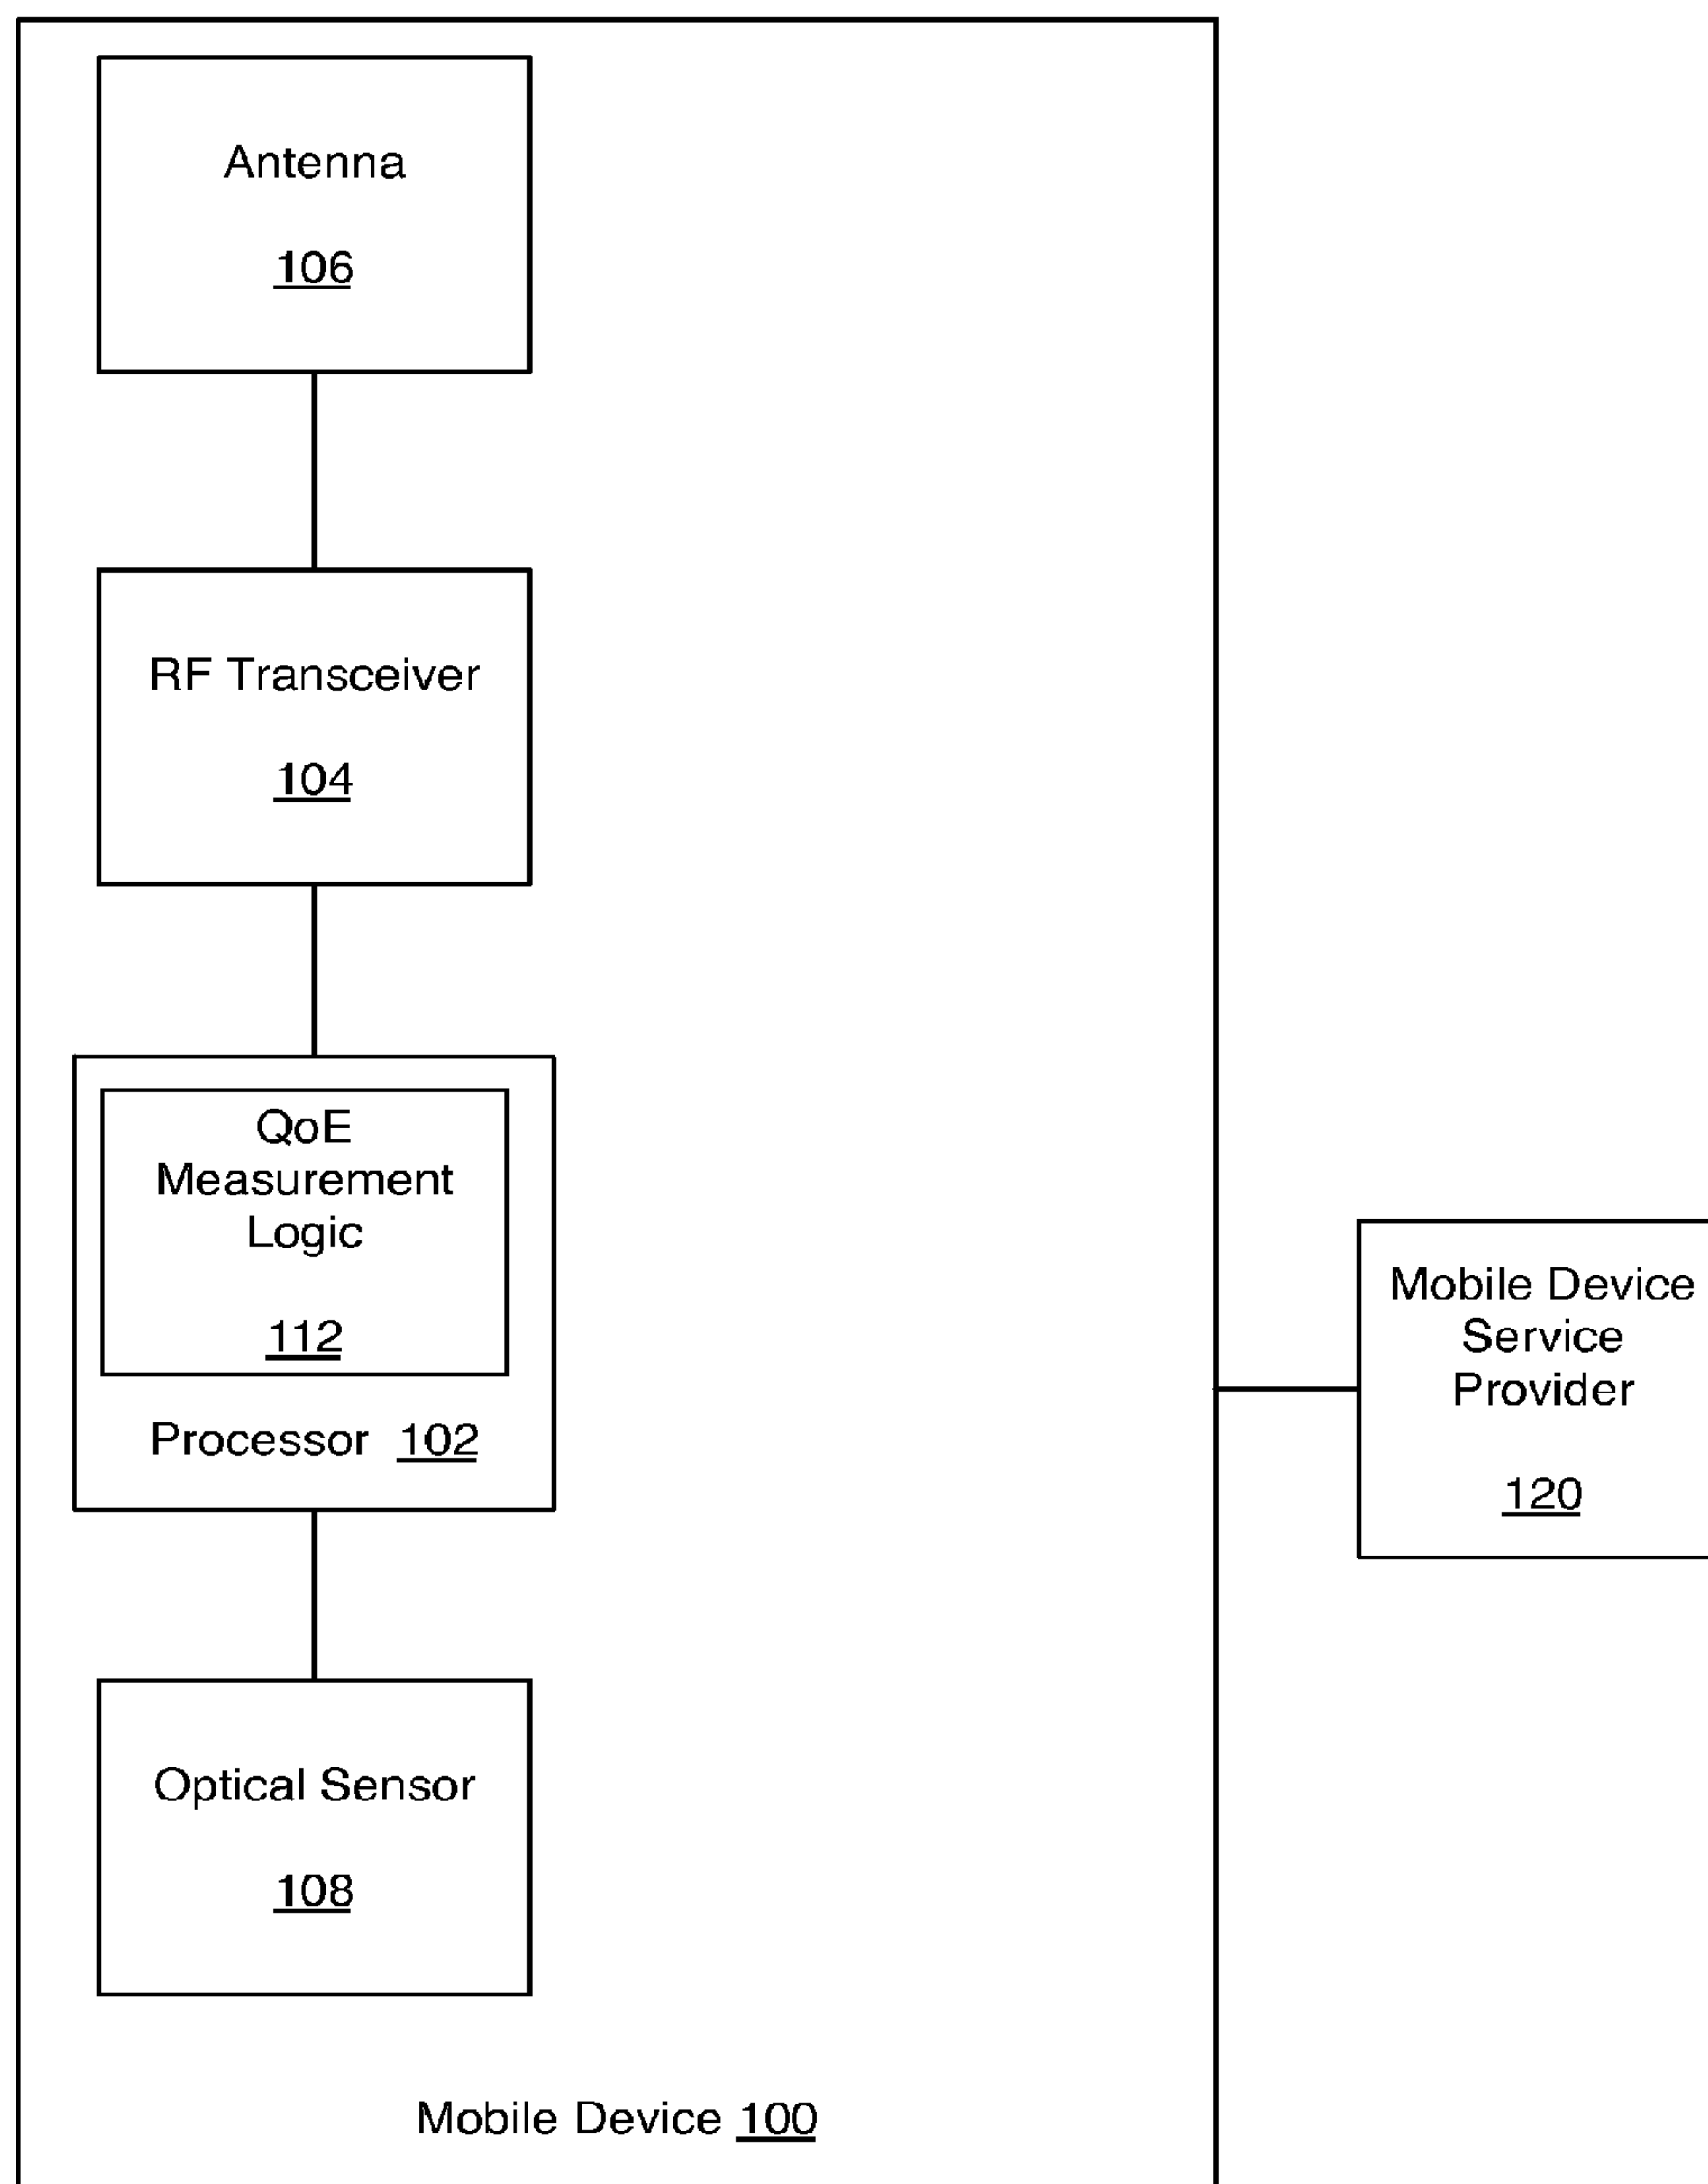 Antenna
106
RF Transceiver
104
QoE
Measurement
Logic
112
Processor 102
Mobile Device
Service
Provider
120
Optical Sensor
108
Mobile Device 100